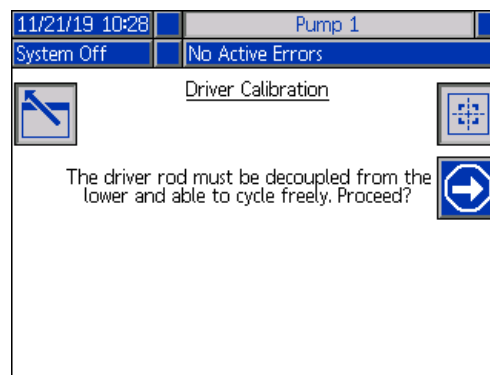 11/21/19 10:28 Pump 1
System Off No Active Errors
Driver Calibration
The driver rod must be decoupled from the
lower and able to cycle freely. Proceed?